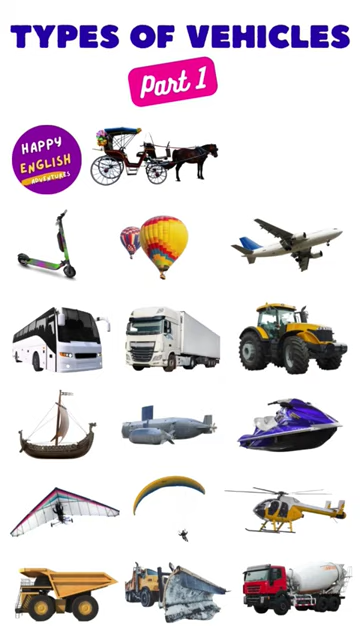 TYPES OF VEHICLES
Part 1
HAPPY
ENGLISH
ADVENTURES